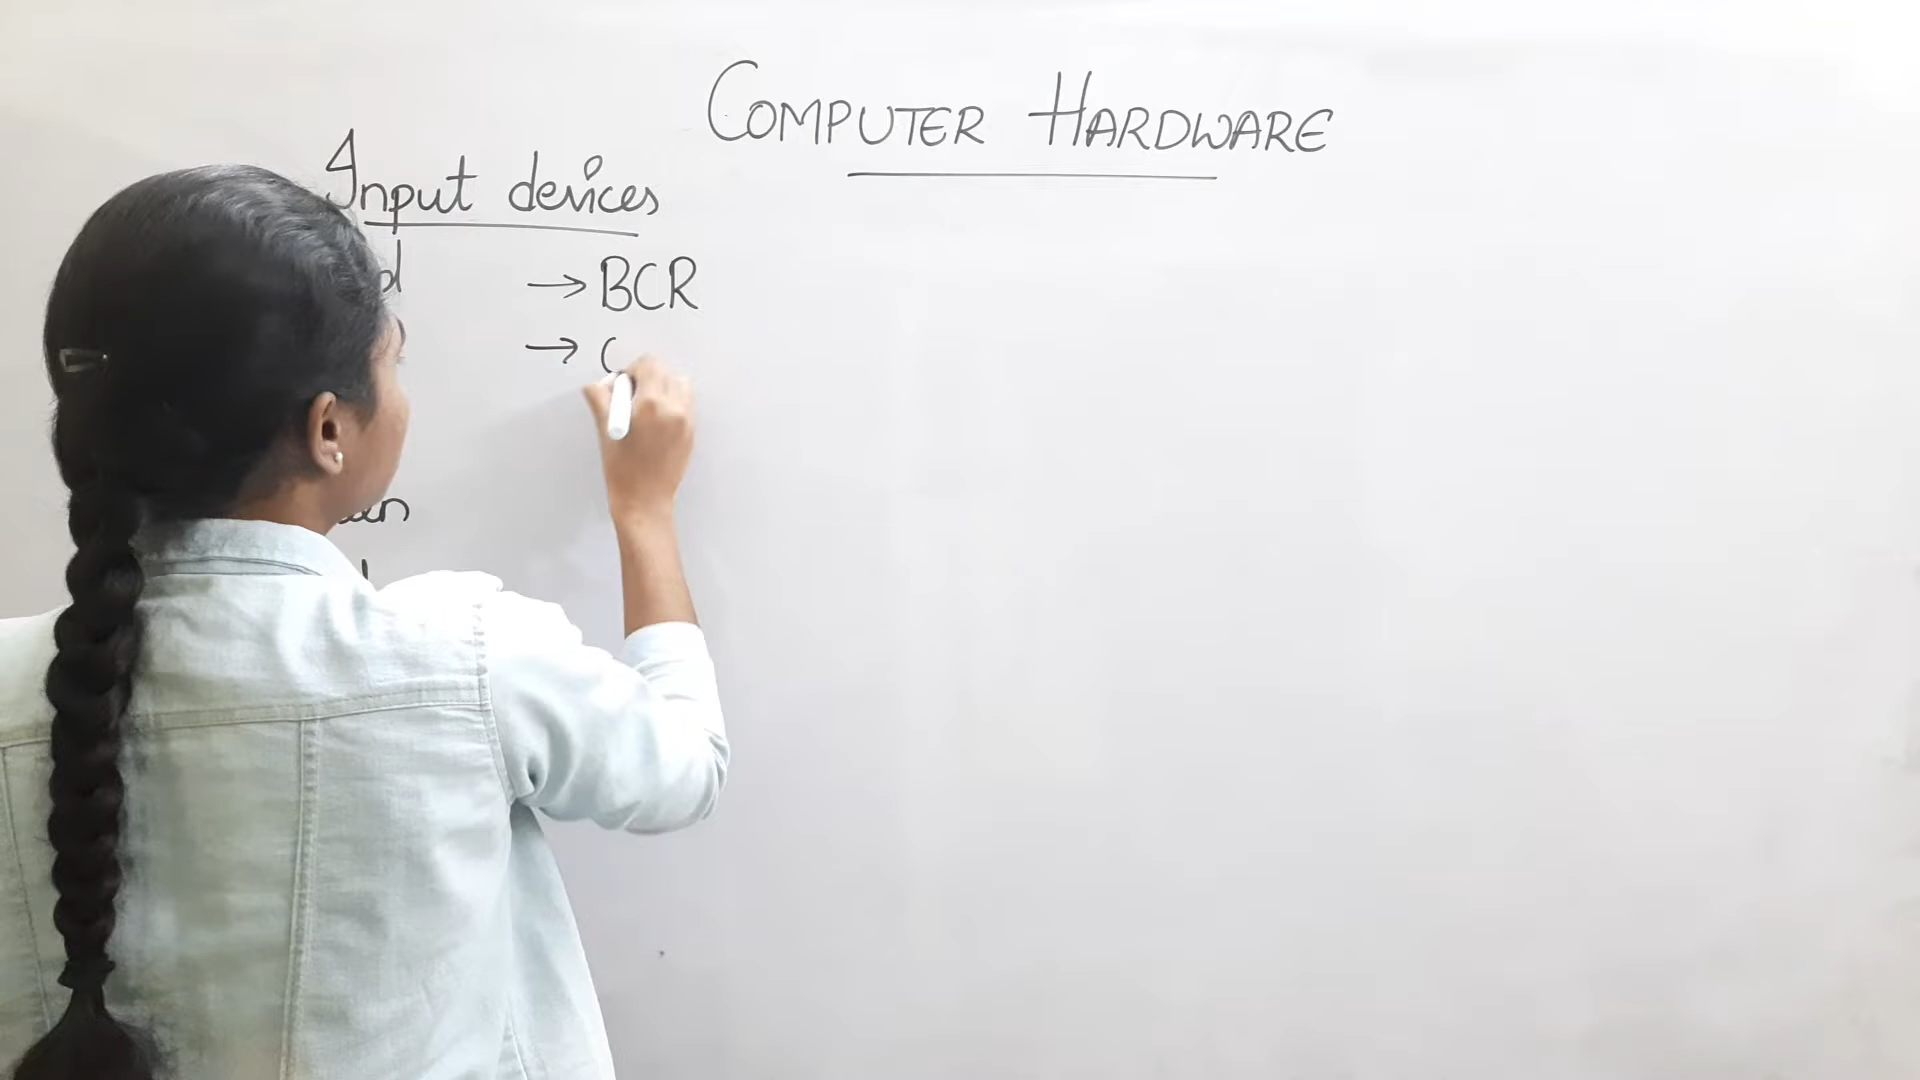 COMPUTER HARDWARE
Input devices
→ BCR
→